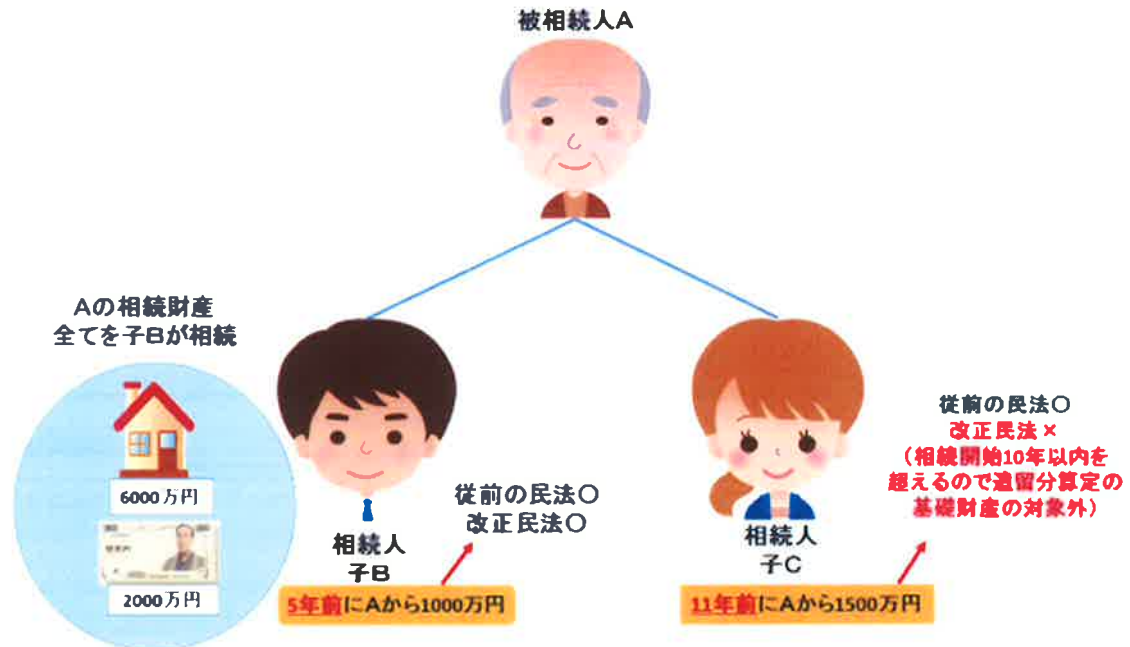 被相続人A
Aの相続財産
全てを子Bが相続
6000万円
2000万円
相続人
子B
従前の民法〇
改正民法〇
5年前にAから1000万円
相続人
子C
従前の民法〇
改正民法×
（相続開始10年以内を
超えるので遺留分算定の
基礎財産の対象外）
11年前にAから1500万円